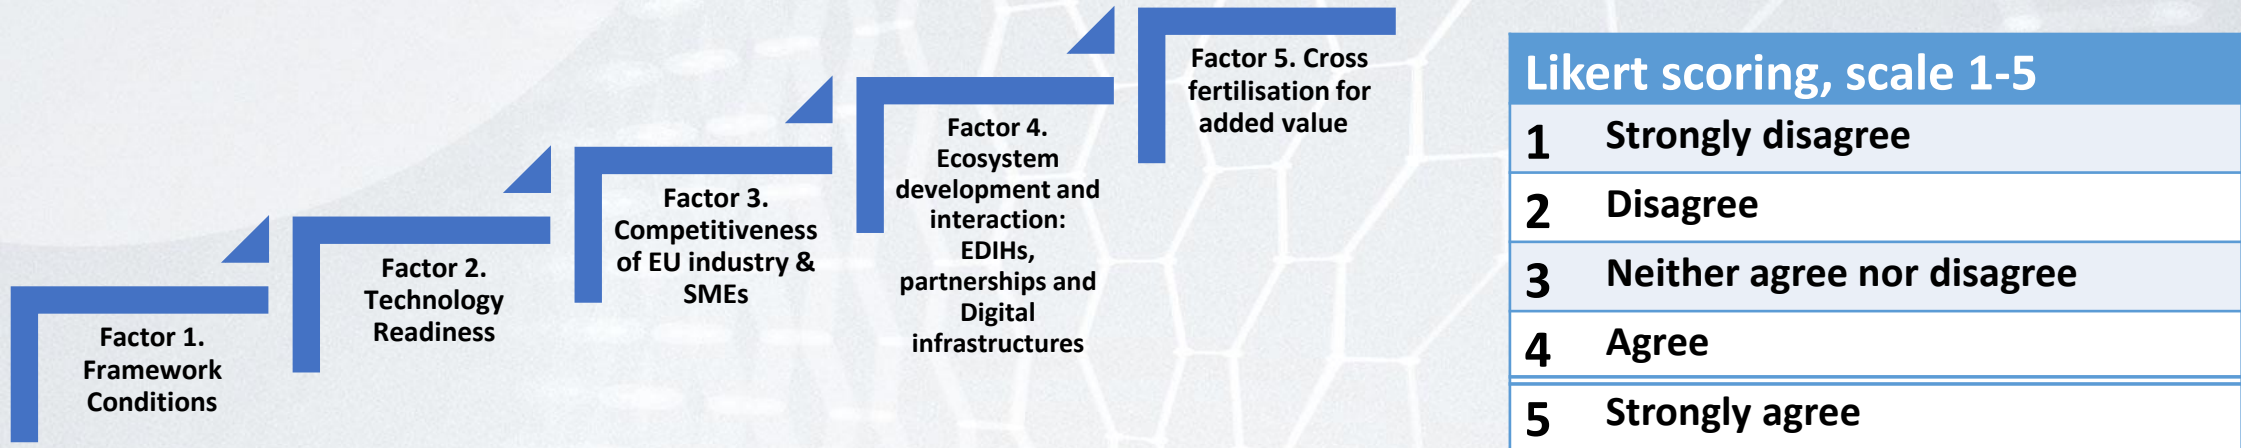 Factor 1.
Framework
Conditions
Factor 2.
Technology
Readiness
Factor 3.
Competitiveness
of EU industry &
SMEs
Factor 4.
Ecosystem
development and
interaction:
EDIHs,
partnerships and
Digital
infrastructures
Factor 5. Cross
fertilisation for
added value
Likert scoring, scale 1-5
1 Strongly disagree
2 Disagree
3 Neither agree nor disagree
4 Agree
5 Strongly agree